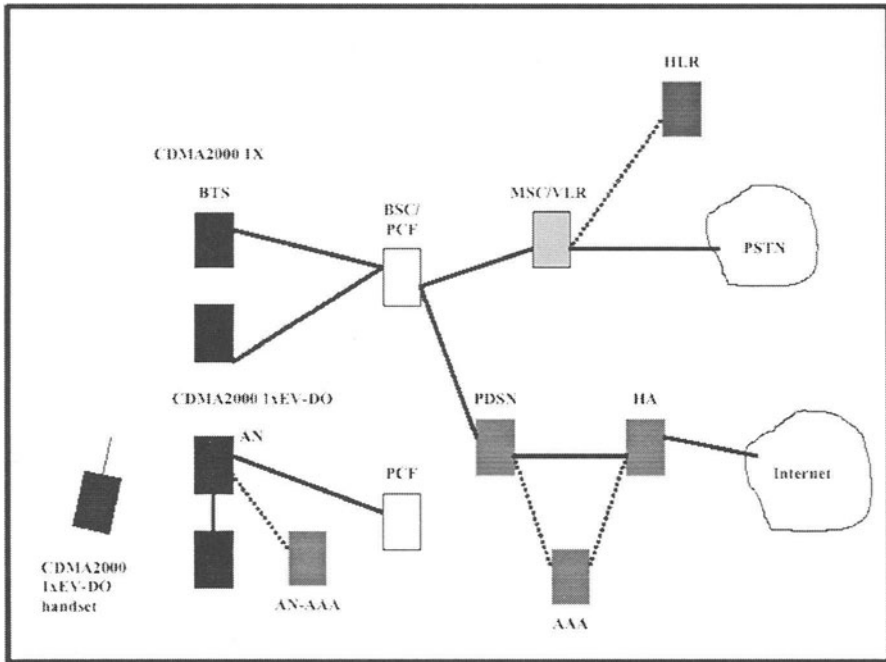 HLR
CDMA2000 1X
BTS
BSC/
PCF
MSC/VLR
PSTN
CDMA2000 1xEV-DO
AN
PCF
PDSN
HA
Internet
CDMA2000
1xEV-DO
handset
AN-AAA
AAA